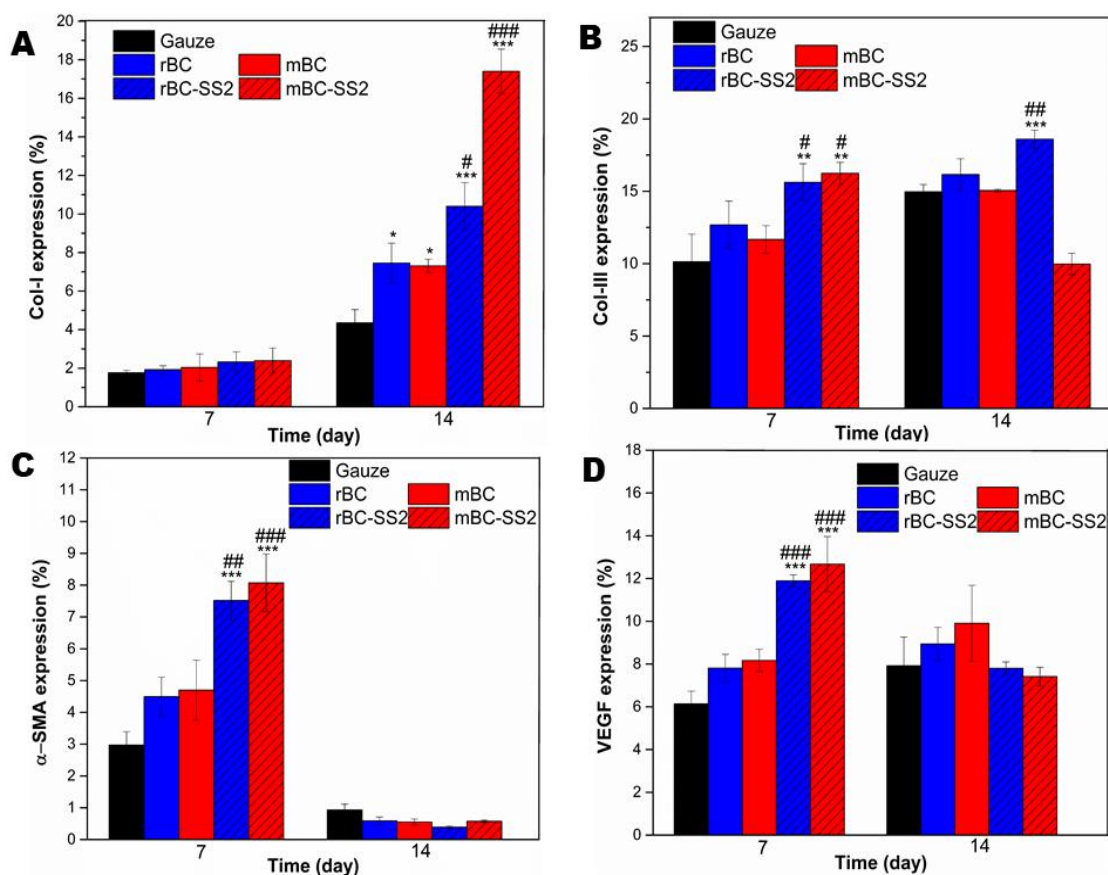 A
Col-I expression (%)
20
18
16
14
12
10
8
6
4
2
0
Gauze
rBC mBC
rBC-SS2 mBC-SS2
* * # *** ### ***
7 14
Time (day)
B
Col-III expression (%)
25
20
15
10
5
0
Gauze
rBC mBC
rBC-SS2 mBC-SS2
# ** # ** ## ***
7 14
Time (day)
C
α–SMA expression (%)
12
11
10
9
8
7
6
5
4
3
2
1
0
Gauze
rBC mBC
rBC-SS2 mBC-SS2
## *** ### ***
7 14
Time (day)
D
VEGF expression (%)
18
16
14
12
10
8
6
4
2
0
Gauze
rBC mBC
rBC-SS2 mBC-SS2
### *** ### ***
7 14
Time (day)